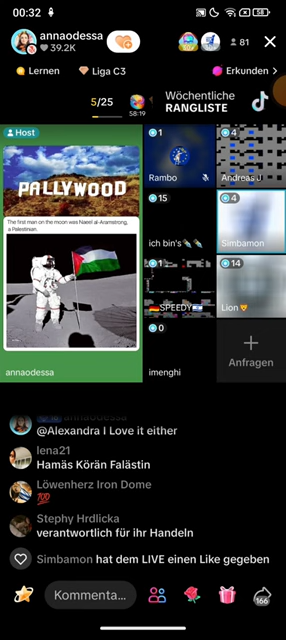 00:32
58
annaodessa
39.2K
81
Lernen
Liga C3
Erkunden
5/25
58:19
Wöchentliche
RANGLISTE
Host
PALLYWOOD
The first man on the moon was Naeel al-Aramstrong,
a Palestinian.
annaodessa
1
Rambo
4
Andreas J
15
ich bin's
4
Simbamon
1
SPEEDY
14
Lion
0
imenghi
Anfragen
annaodessa
@Alexandra I Love it either
lena21
Hamäs Körän Falästin
Löwenherz Iron Dome
💯
Stephy Hrdlicka
verantwortlich für ihr Handeln
Simbamon hat dem LIVE einen Like gegeben
Kommenta...
166